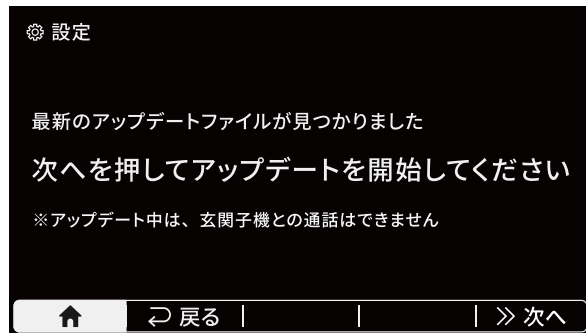 設定
最新のアップデートファイルが見つかりました
次へを押してアップデートを開始してください
※アップデート中は、玄関子機との通話はできません
戻る
次へ